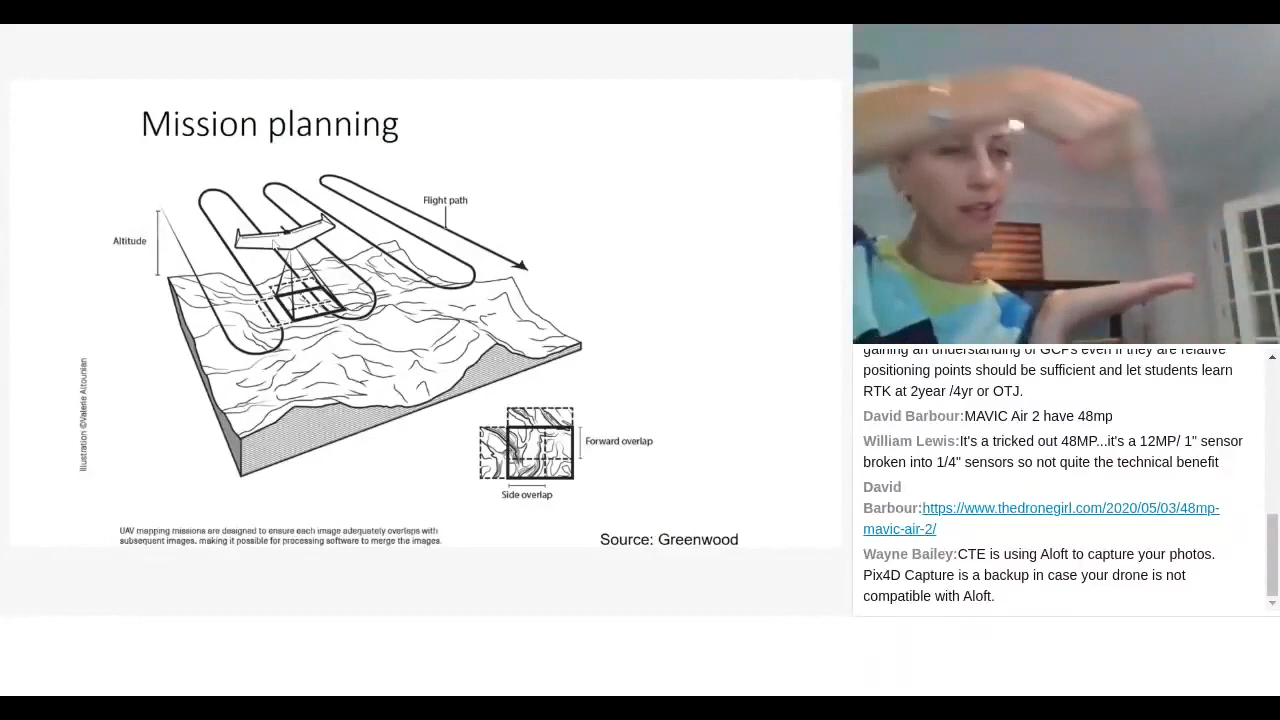 Mission planning
Flight path
Altitude
Illustration ©Valerie Altounian
Forward overlap
Side overlap
UAV mapping missions are designed to ensure each image adequately overlaps with
subsequent images, making it possible for processing software to merge the images.
Source: Greenwood
gaining an understanding of GCPs even if they are relative
positioning points should be sufficient and let students learn
RTK at 2year /4yr or OTJ.
David Barbour:MAVIC Air 2 have 48mp
William Lewis:It's a tricked out 48MP...it's a 12MP/ 1" sensor
broken into 1/4" sensors so not quite the technical benefit
David
Barbour:https://www.thedronegirl.com/2020/05/03/48mp-
mavic-air-2/
Wayne Bailey:CTE is using Aloft to capture your photos.
Pix4D Capture is a backup in case your drone is not
compatible with Aloft.